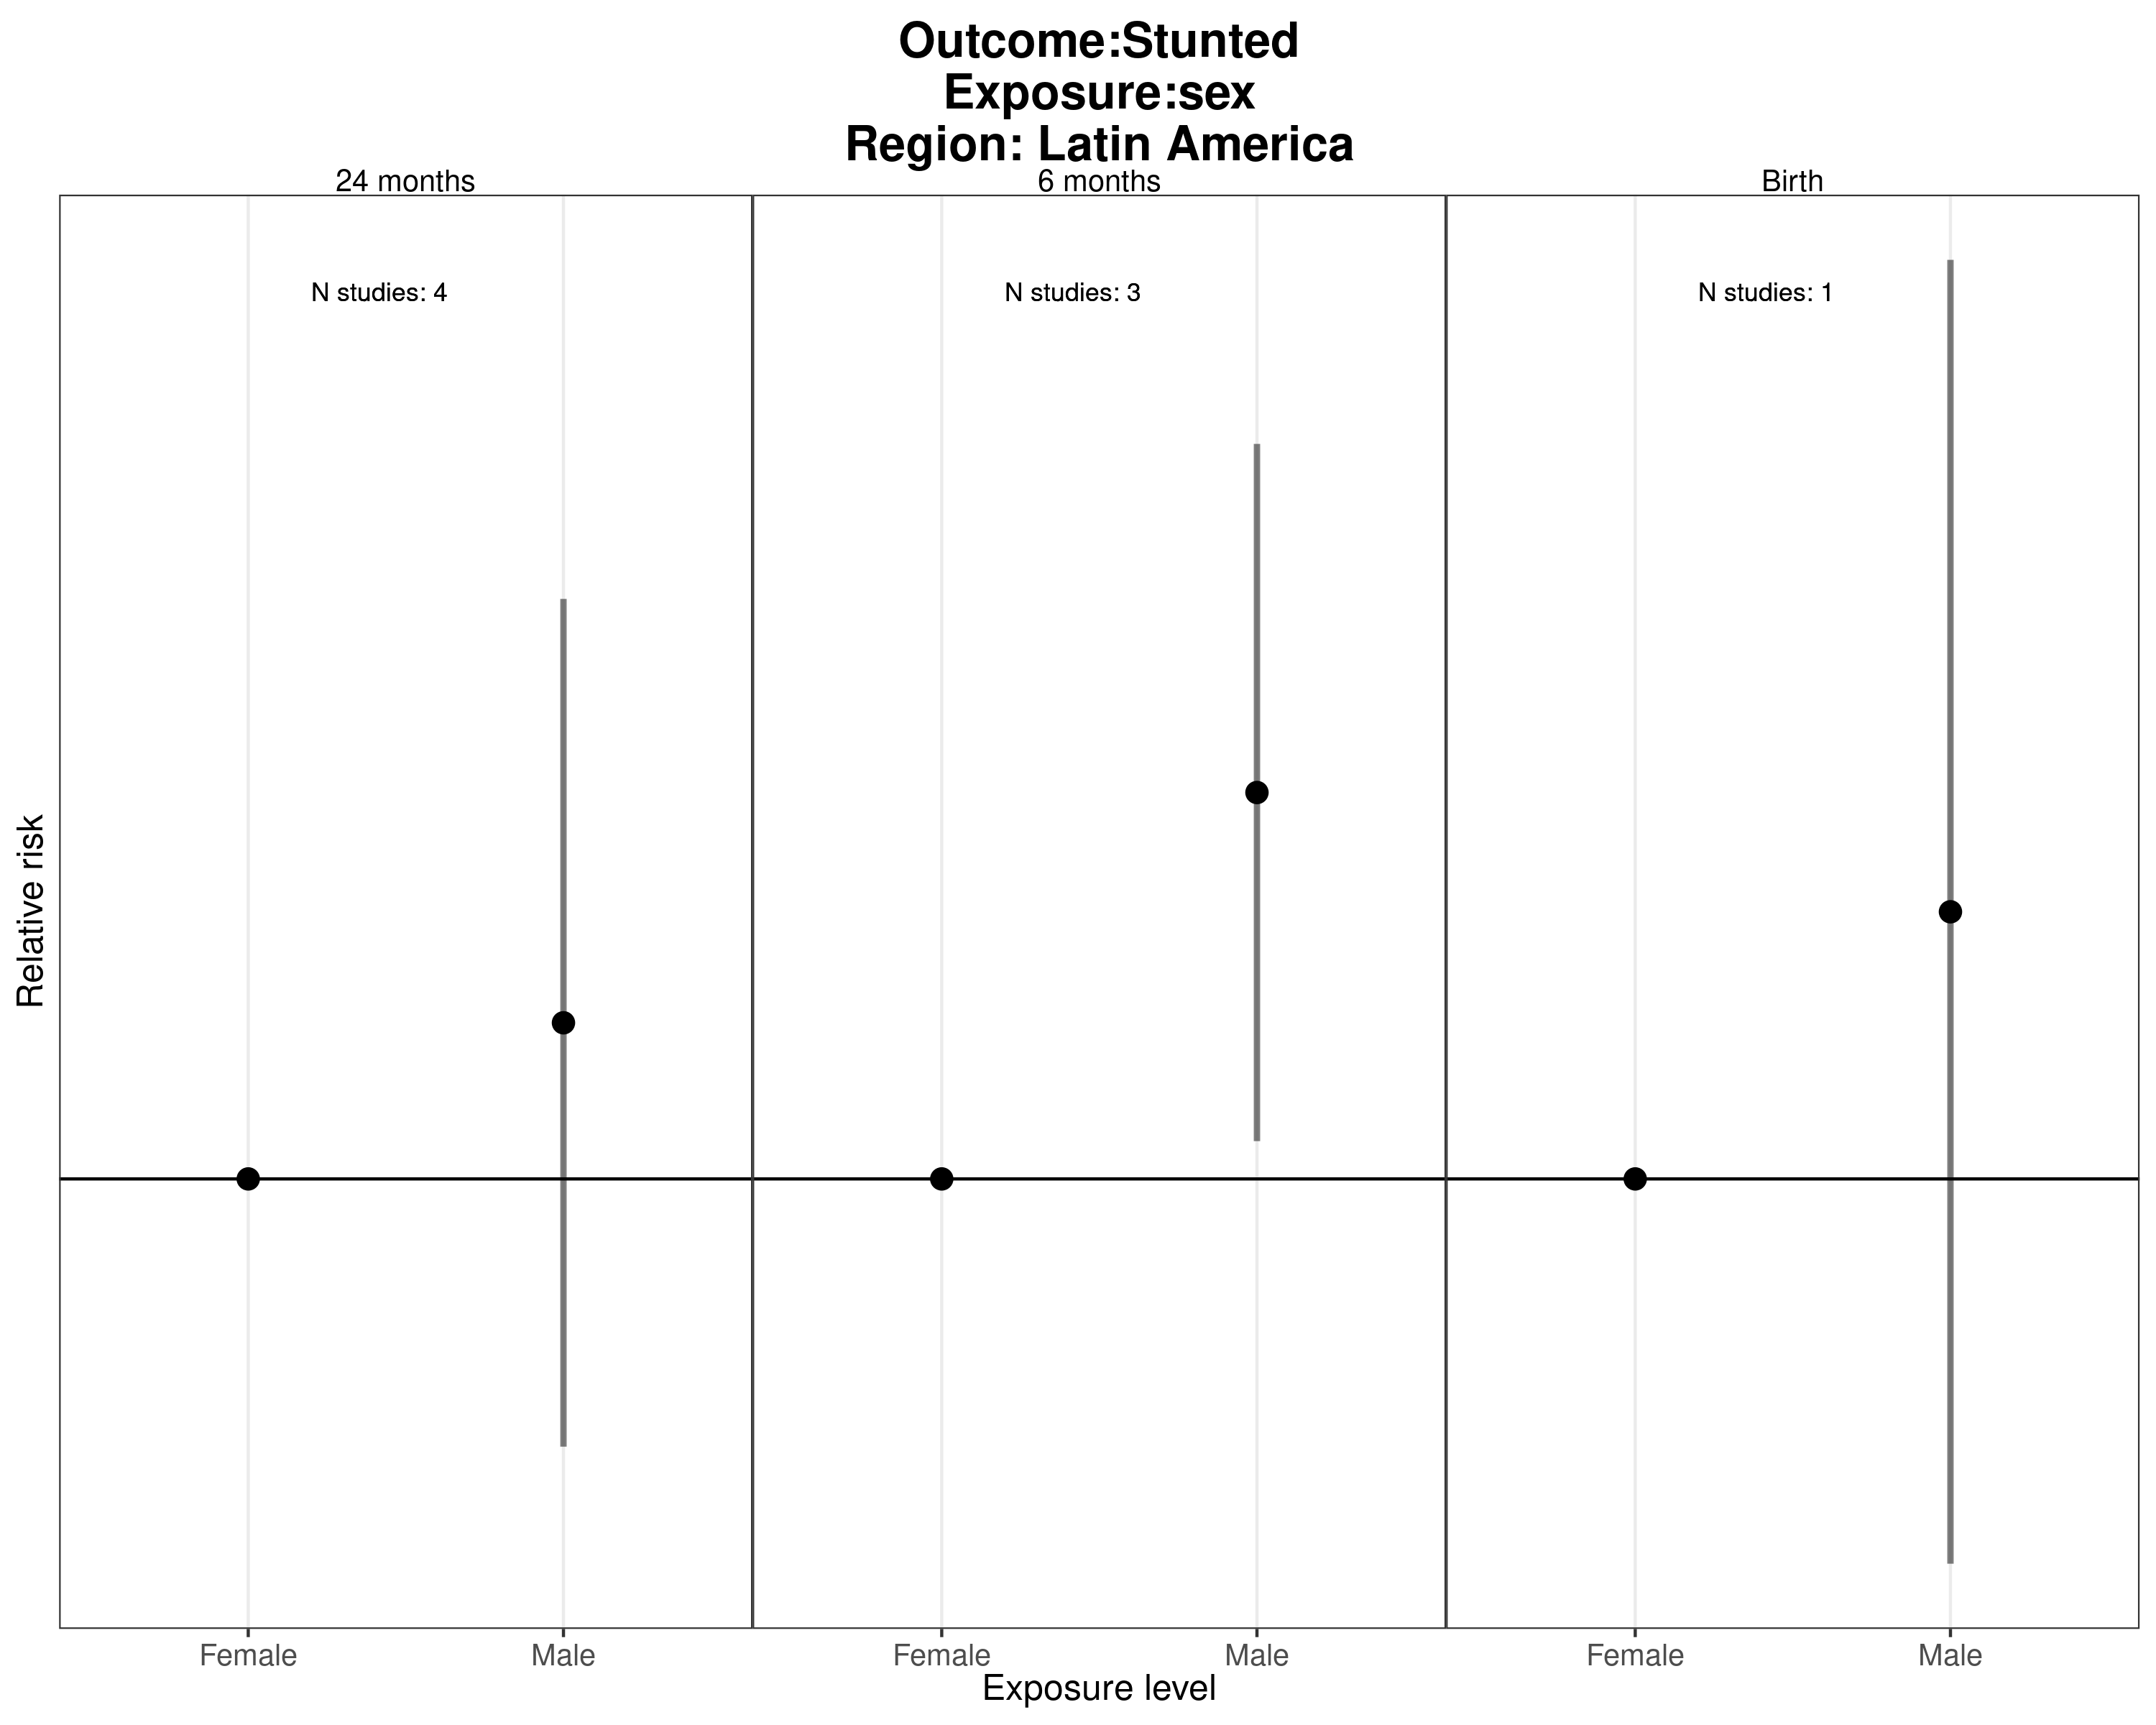 Outcome:Stunted
Exposure:sex
Region: Latin America
24 months
6 months
Birth
N studies: 4
N studies: 3
N studies: 1
Relative risk
Female
Male
Female
Male
Female
Male
Exposure level